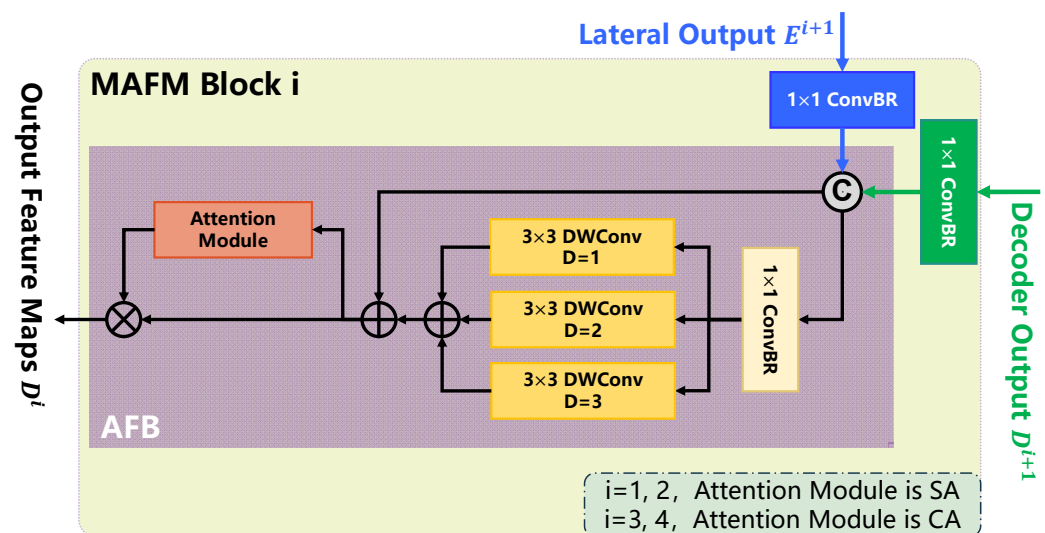 Lateral Output E^{i+1}
MAFM Block i
1×1 ConvBR
1×1 ConvBR
Decoder Output D^{i+1}
C
Attention
Module
3×3 DWConv
D=1
3×3 DWConv
D=2
3×3 DWConv
D=3
1×1 ConvBR
Output Feature Maps D^i
AFB
i=1, 2, Attention Module is SA
i=3, 4, Attention Module is CA